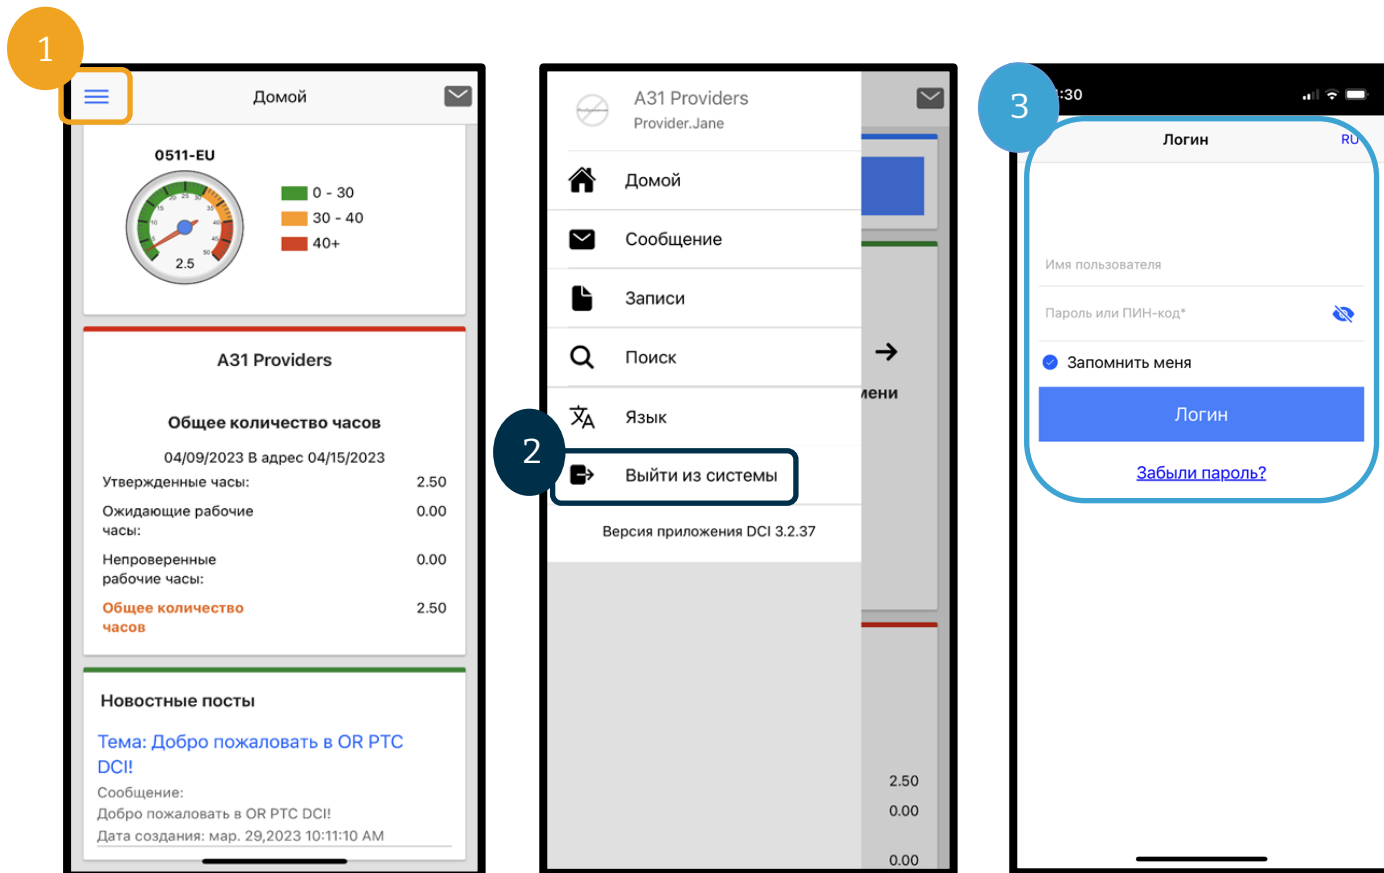 1
Домой
0511-EU
0 - 30
30 - 40
40+
2.5
A31 Providers
Общее количество часов
04/09/2023 В адрес 04/15/2023
Утвержденные часы: 2.50
Ожидающие рабочие часы: 0.00
Непроверенные рабочие часы: 0.00
Общее количество часов 2.50
Новостные посты
Тема: Добро пожаловать в OR PTC
DCI!
Сообщение:
Добро пожаловать в OR PTC DCI!
Дата создания: мар. 29,2023 10:11:10 AM
2
A31 Providers
Provider.Jane
Домой
Сообщение
Записи
Поиск
Язык
Выйти из системы
Версия приложения DCI 3.2.37
мени
2.50
0.00
0.00
3
:30
Логин
RU
Имя пользователя
Пароль или ПИН-код*
Запомнить меня
Логин
Забыли пароль?